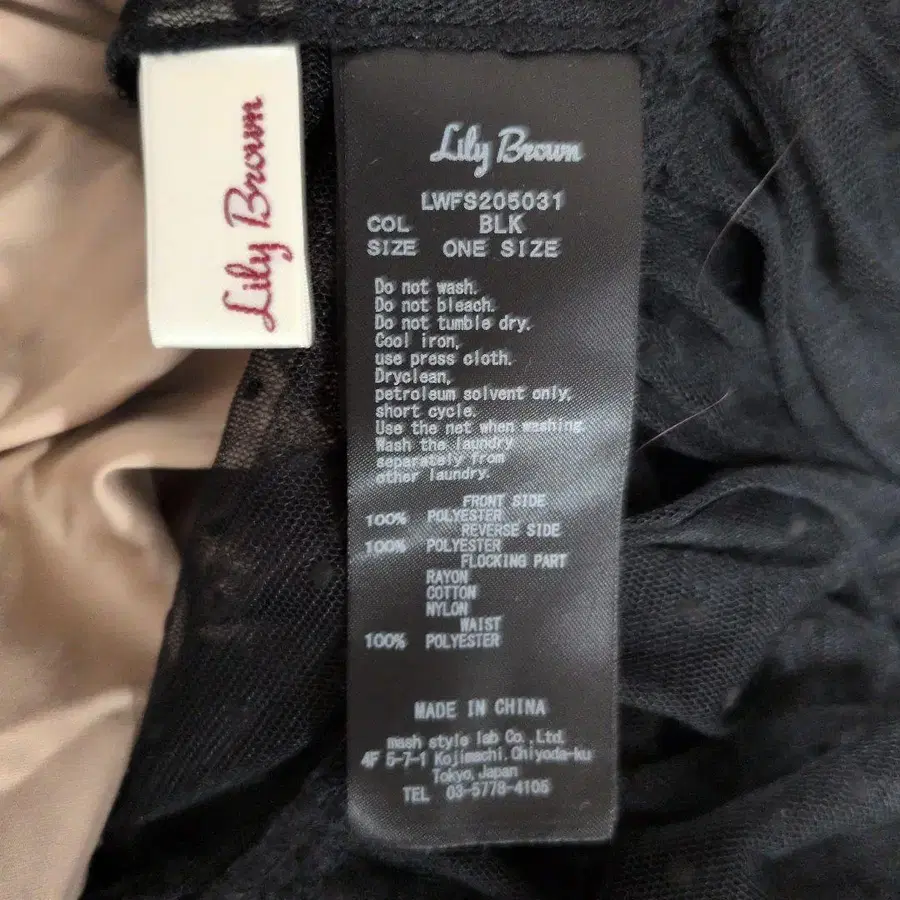 Lily Brown
Lily Brown
LWFS205031
COL BLK
SIZE ONE SIZE
Do not wash.
Do not bleach.
Do not tumble dry.
Cool iron,
use press cloth.
Dryclean,
petroleum solvent only,
short cycle.
Use the net when washing
Wash the laundry
separately from
other laundry.
FRONT SIDE
100% POLYESTER
REVERSE SIDE
100% POLYESTER
FLOCKING PART
RAYON
COTTON
NYLON
WAIST
100% POLYESTER
MADE IN CHINA
mash style lab Co.,Ltd.
4F 5-7-1 Kojimachi,Chiyoda-ku
Tokyo,Japan
TEL 03-5778-4105